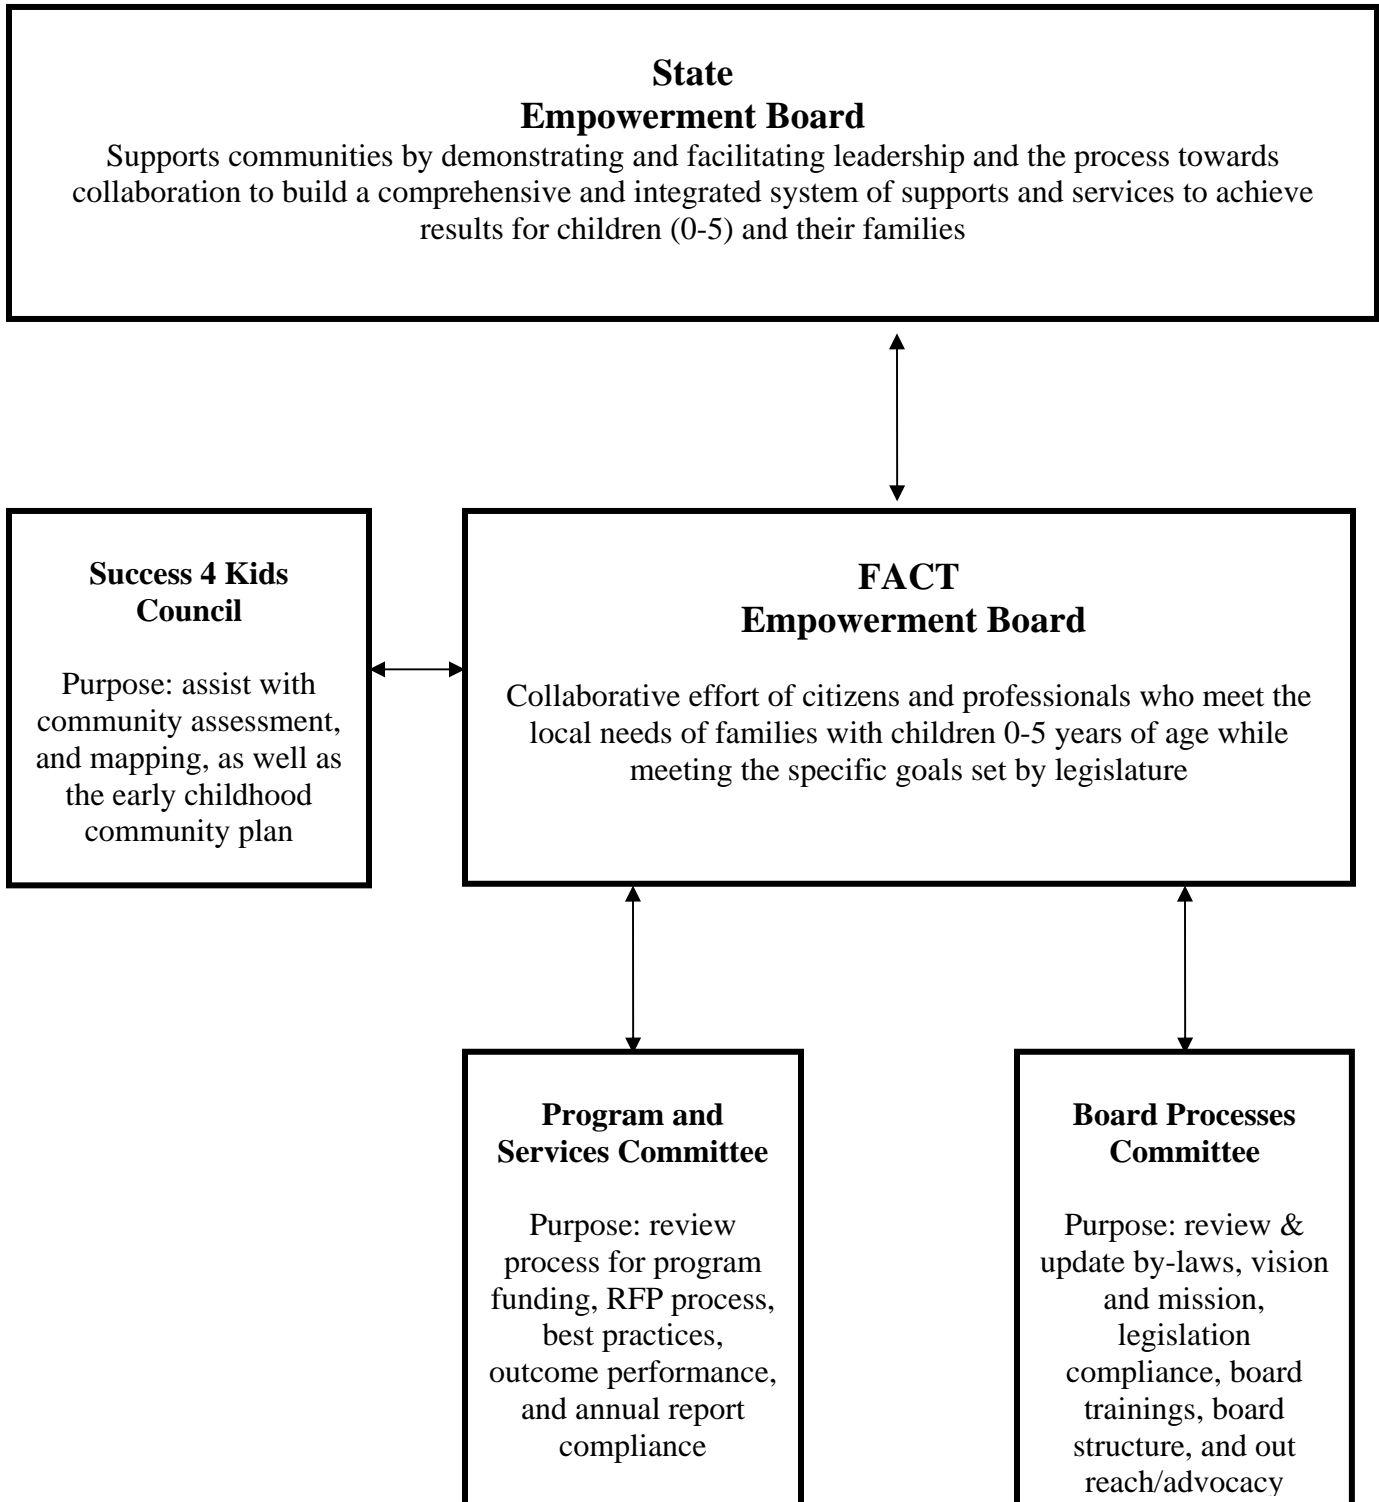 State
Empowerment Board
Supports communities by demonstrating and facilitating leadership and the process towards
collaboration to build a comprehensive and integrated system of supports and services to achieve
results for children (0-5) and their families
Success 4 Kids
Council
Purpose: assist with
community assessment,
and mapping, as well as
the early childhood
community plan
FACT
Empowerment Board
Collaborative effort of citizens and professionals who meet the
local needs of families with children 0-5 years of age while
meeting the specific goals set by legislature
Program and
Services Committee
Purpose: review
process for program
funding, RFP process,
best practices,
outcome performance,
and annual report
compliance
Board Processes
Committee
Purpose: review &
update by-laws, vision
and mission,
legislation
compliance, board
trainings, board
structure, and out
reach/advocacy